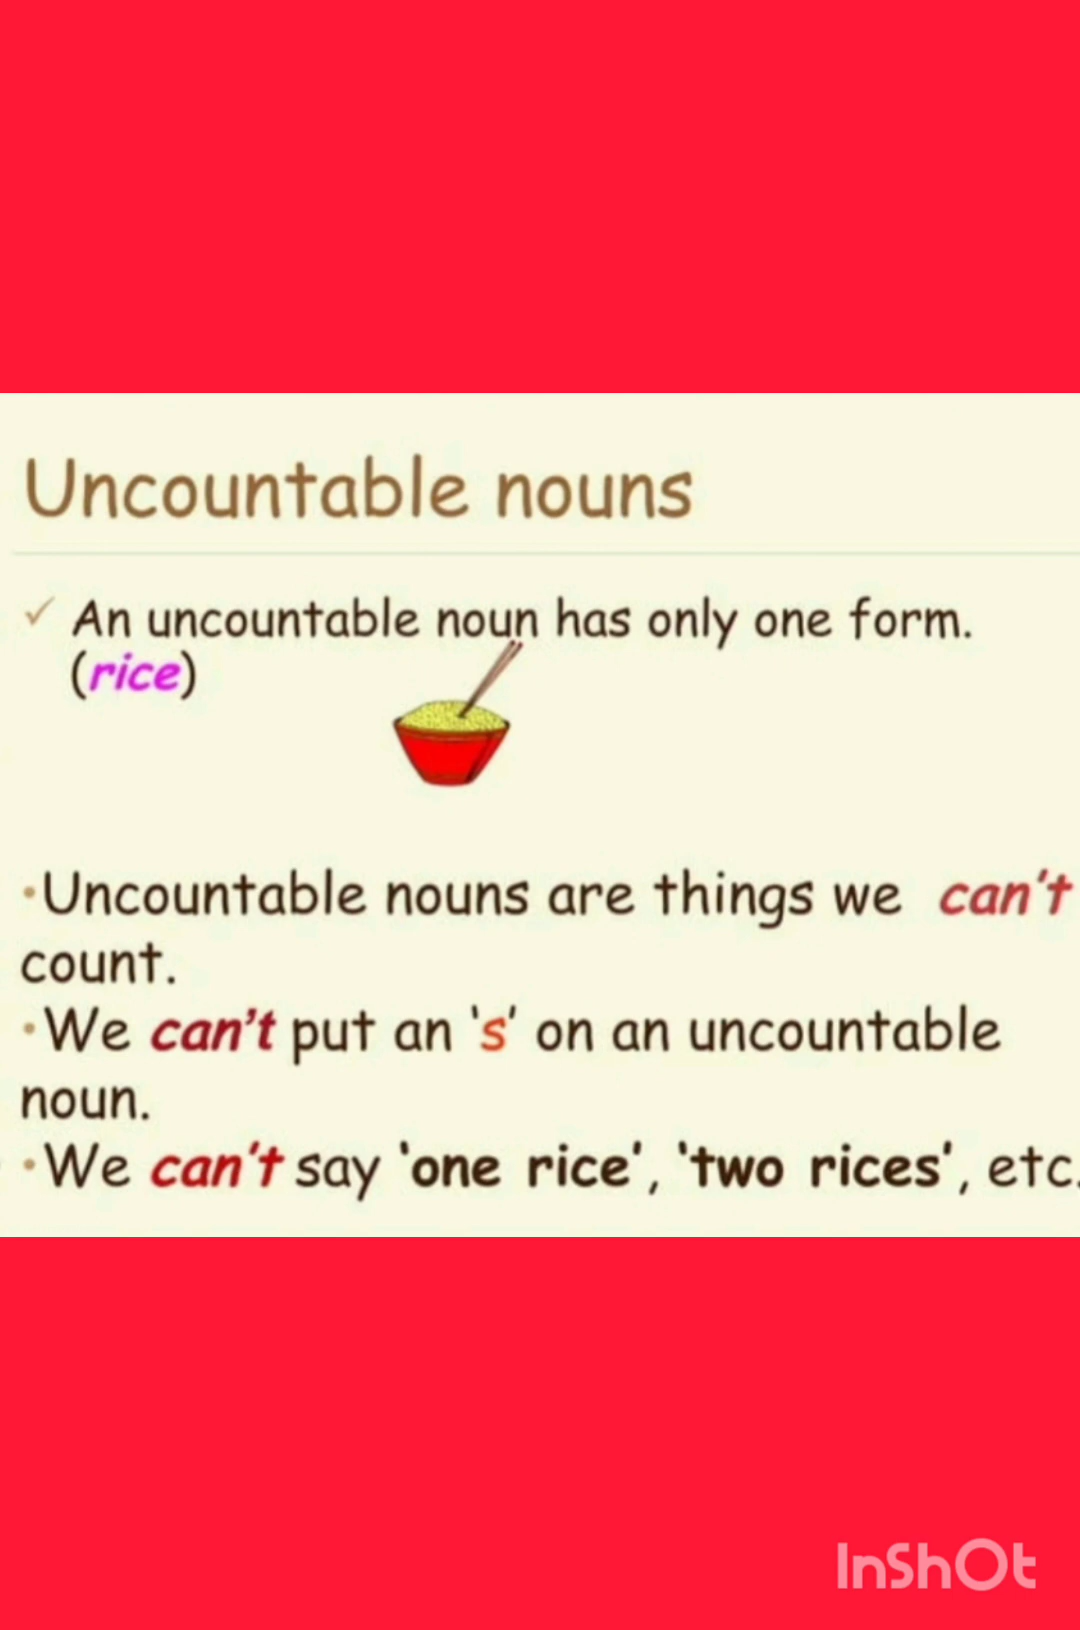 Uncountable nouns
✓ An uncountable noun has only one form.
(rice)
•Uncountable nouns are things we can't
count.
•We can't put an 's' on an uncountable
noun.
•We can't say 'one rice', 'two rices', etc.
InShOt